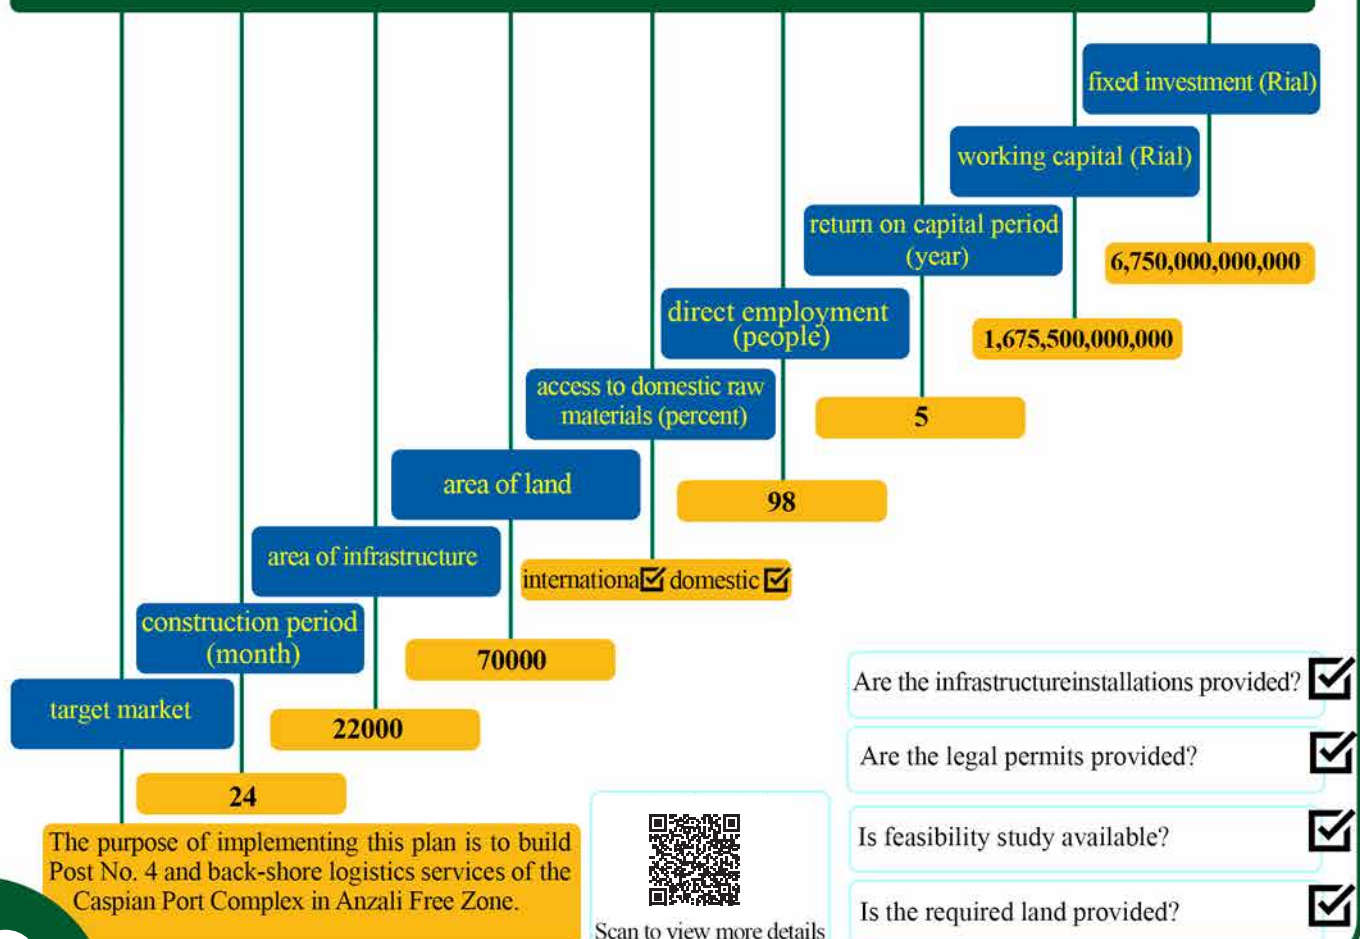 fixed investment (Rial)
6,750,000,000,000
working capital (Rial)
1,675,500,000,000
return on capital period
(year)
5
direct employment
(people)
98
access to domestic raw
materials (percent)
internationa domestic
area of land
70000
area of infrastructure
22000
construction period
(month)
24
target market
The purpose of implementing this plan is to build
Post No. 4 and back-shore logistics services of the
Caspian Port Complex in Anzali Free Zone.
Scan to view more details
Are the infrastructureinstallations provided?
Are the legal permits provided?
Is feasibility study available?
Is the required land provided?